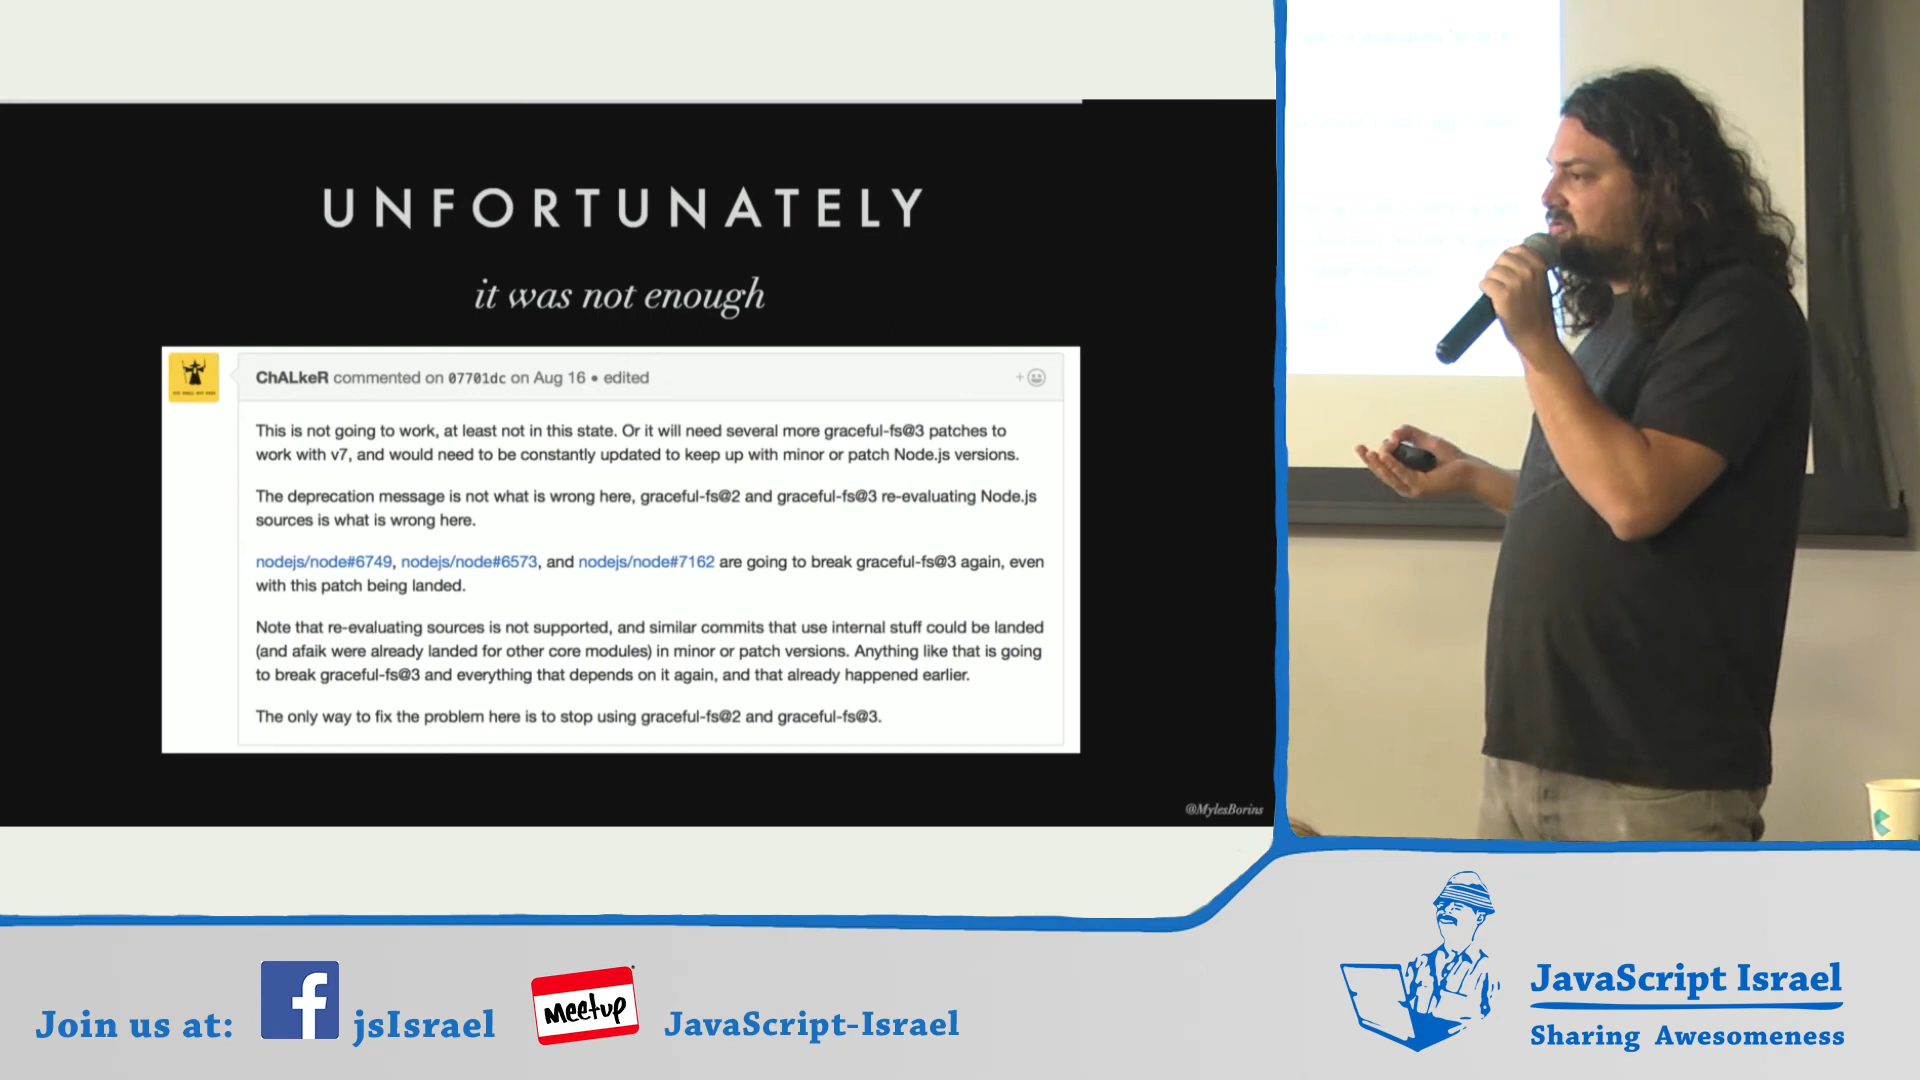 UNFORTUNATELY
it was not enough
ChALkeR commented on 07701dc on Aug 16 • edited
This is not going to work, at least not in this state. Or it will need several more graceful-fs@3 patches to
work with v7, and would need to be constantly updated to keep up with minor or patch Node.js versions.
The deprecation message is not what is wrong here, graceful-fs@2 and graceful-fs@3 re-evaluating Node.js
sources is what is wrong here.
nodejs/node#6749, nodejs/node#6573, and nodejs/node#7162 are going to break graceful-fs@3 again, even
with this patch being landed.
Note that re-evaluating sources is not supported, and similar commits that use internal stuff could be landed
(and afaik were already landed for other core modules) in minor or patch versions. Anything like that is going
to break graceful-fs@3 and everything that depends on it again, and that already happened earlier.
The only way to fix the problem here is to stop using graceful-fs@2 and graceful-fs@3.
@MylesBorins
Join us at:
jsIsrael
Meetup
JavaScript-Israel
JavaScript Israel
Sharing Awesomeness